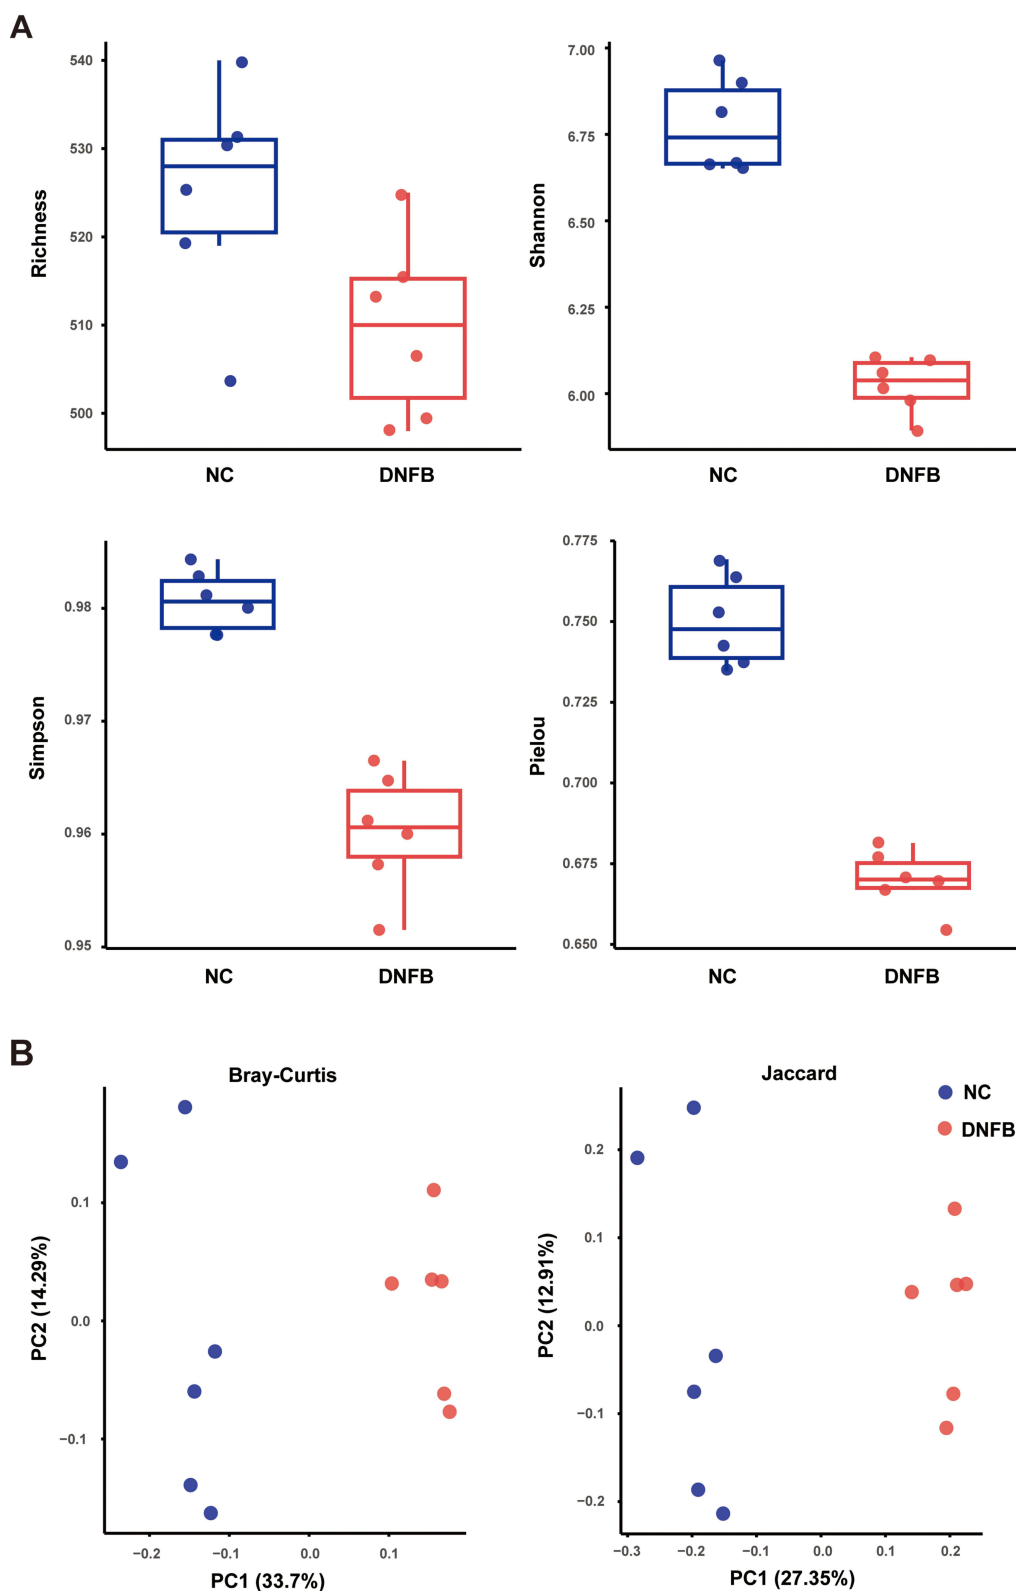 A
540
530
520
510
500
Richness
NC DNFB
7.00
6.75
6.50
6.25
6.00
Shannon
NC DNFB
0.98
0.97
0.96
0.95
Simpson
NC DNFB
0.775
0.750
0.725
0.700
0.675
0.650
Pielou
NC DNFB
B
Bray-Curtis
0.1
0.0
−0.1
PC2 (14.29%)
−0.2 −0.1 0.0 0.1
PC1 (33.7%)
Jaccard
NC
DNFB
0.2
0.1
0.0
−0.1
−0.2
PC2 (12.91%)
−0.3 −0.2 −0.1 0.0 0.1 0.2
PC1 (27.35%)